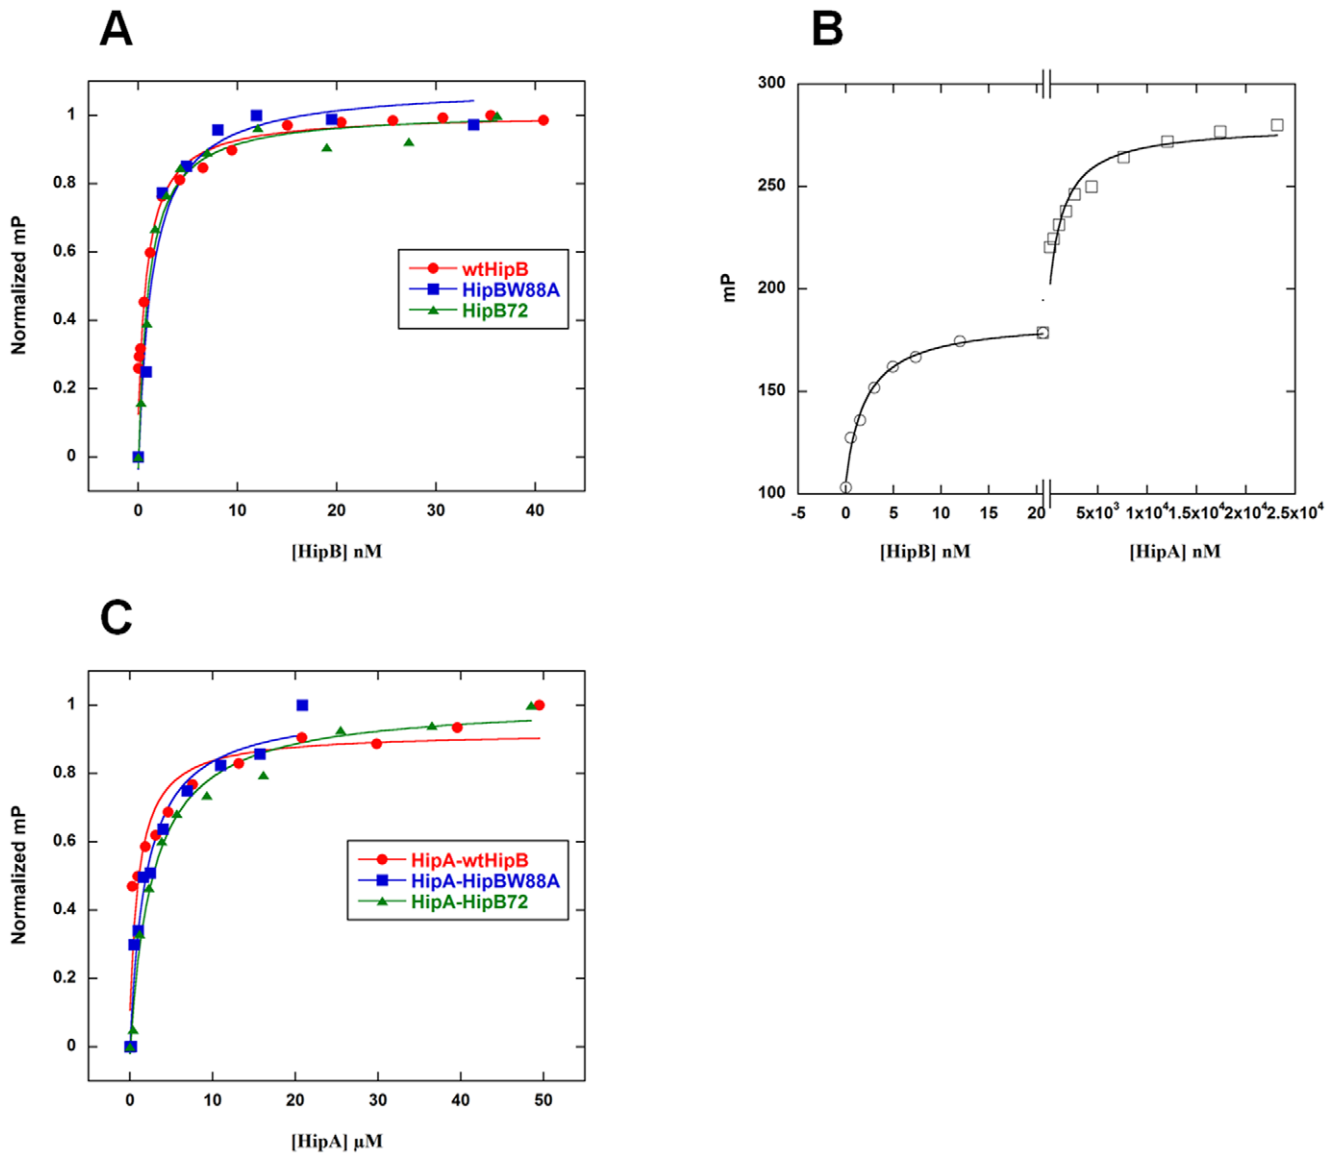 A
Normalized mP
1
0.8
0.6
0.4
0.2
0
wtHipB
HipBW88A
HipB72
0 10 20 30 40
[HipB] nM
B
mP
300
250
200
150
100
-5 0 5 10 15 20 5x10³ 1x10⁴ 1.5x10⁴ 2x10⁴ 2.5x10⁴
[HipB] nM [HipA] nM
C
Normalized mP
1
0.8
0.6
0.4
0.2
0
HipA-wtHipB
HipA-HipBW88A
HipA-HipB72
0 10 20 30 40 50
[HipA] µM